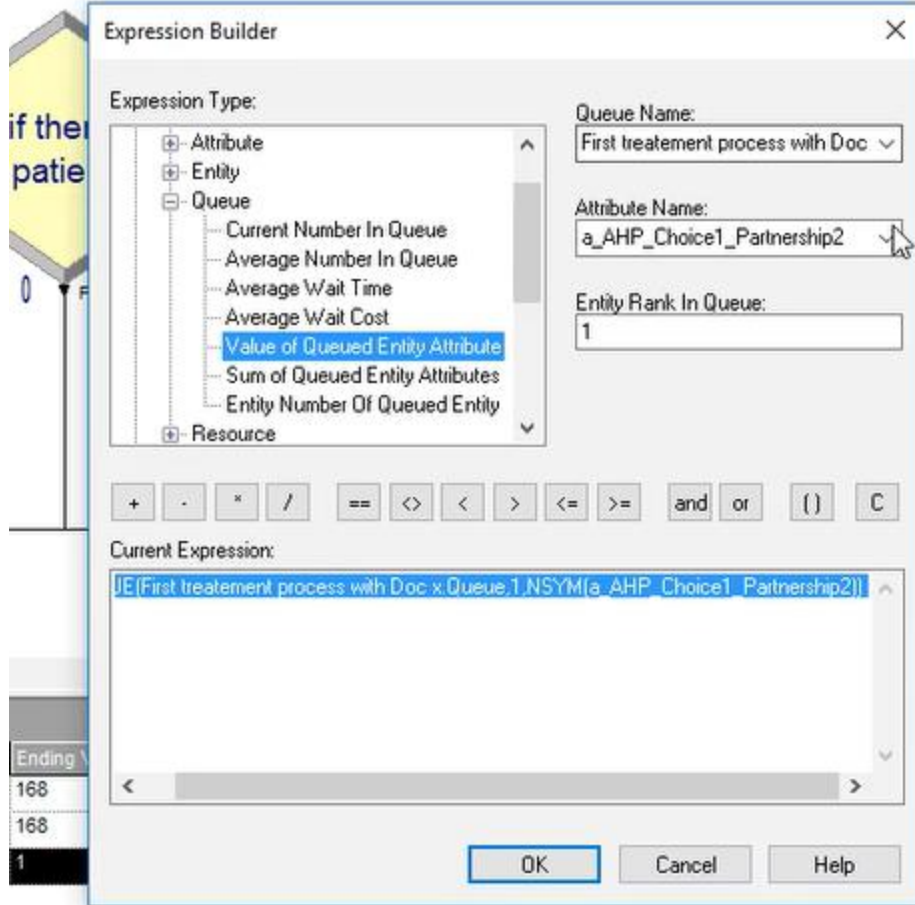 Expression Builder
Expression Type:
Attribute
Entity
Queue
Current Number In Queue
Average Number In Queue
Average Wait Time
Average Wait Cost
Value of Queued Entity Attribute
Sum of Queued Entity Attributes
Entity Number Of Queued Entity
Resource
Queue Name:
First treatement process with Doc
Attribute Name:
a_AHP_Choice1_Partnership2
Entity Rank In Queue:
1
+ - * / == <> < > <= >= and or ( ) C
Current Expression:
JE(First treatement process with Doc x.Queue,1,NSYM(a_AHP_Choice1_Partnership2))
OK Cancel Help
if
0
Ending
168
168
1